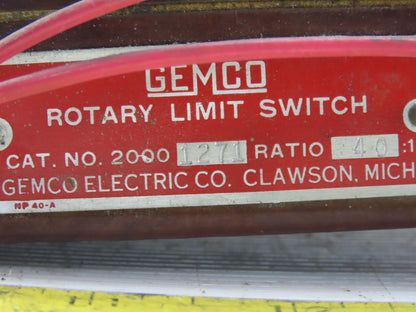 GEMCO
ROTARY LIMIT SWITCH
CAT. NO. 2000 1271 RATIO 40 :1
GEMCO ELECTRIC CO. CLAWSON, MICH
NP 40-A